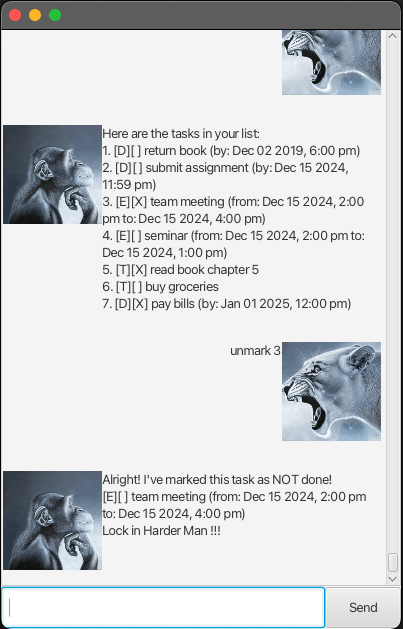 Here are the tasks in your list:
1. [D][ ] return book (by: Dec 02 2019, 6:00 pm)
2. [D][ ] submit assignment (by: Dec 15 2024,
11:59 pm)
3. [E][X] team meeting (from: Dec 15 2024, 2:00
pm to: Dec 15 2024, 4:00 pm)
4. [E][ ] seminar (from: Dec 15 2024, 2:00 pm to:
Dec 15 2024, 1:00 pm)
5. [T][X] read book chapter 5
6. [T][ ] buy groceries
7. [D][X] pay bills (by: Jan 01 2025, 12:00 pm)
unmark 3
Alright! I've marked this task as NOT done!
[E][ ] team meeting (from: Dec 15 2024, 2:00 pm
to: Dec 15 2024, 4:00 pm)
Lock in Harder Man !!!
Send